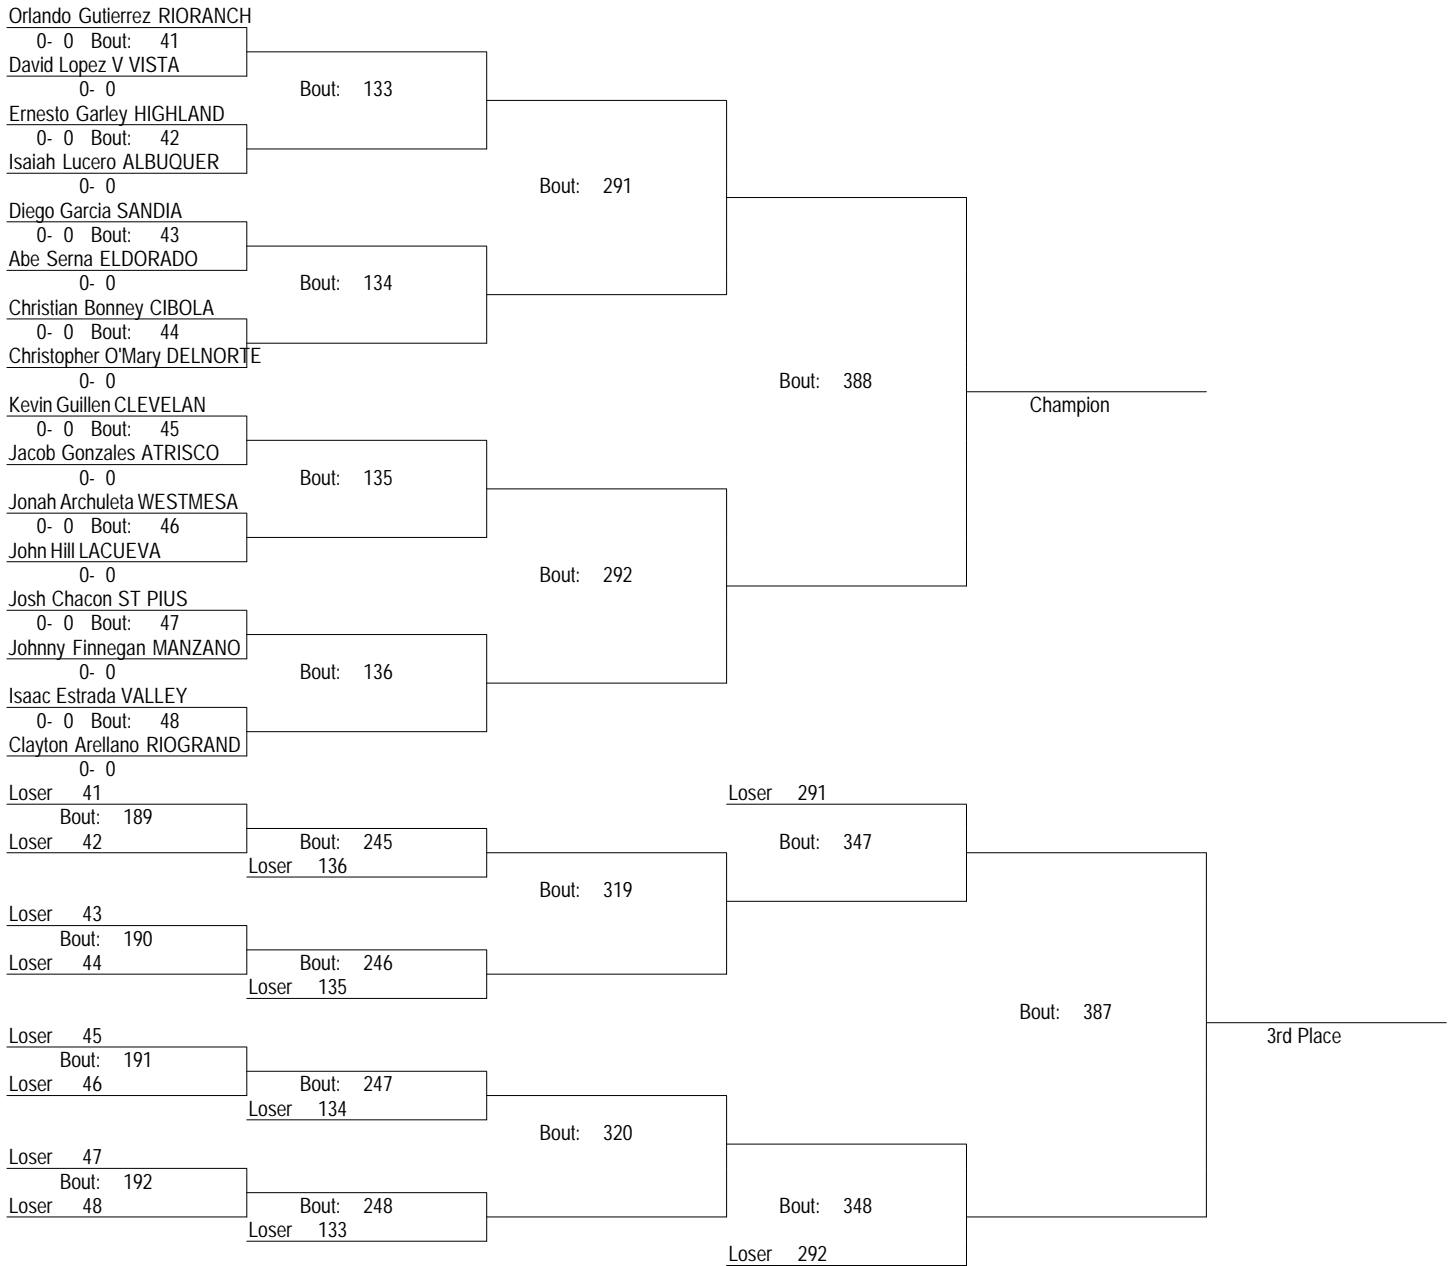 Orlando Gutierrez RIORANCH
0- 0 Bout: 41
David Lopez V VISTA
0- 0 Bout: 133
Ernesto Garley HIGHLAND
0- 0 Bout: 42
Isaiah Lucero ALBUQUER
0- 0 Bout: 291
Diego Garcia SANDIA
0- 0 Bout: 43
Abe Serna ELDORADO
0- 0 Bout: 134
Christian Bonney CIBOLA
0- 0 Bout: 44
Christopher O'Mary DELNORTE
0- 0 Bout: 388
Kevin Guillen CLEVELAN Champion
0- 0 Bout: 45
Jacob Gonzales ATRISCO
0- 0 Bout: 135
Jonah Archuleta WESTMESA
0- 0 Bout: 46
John Hill LACUEVA
0- 0 Bout: 292
Josh Chacon ST PIUS
0- 0 Bout: 47
Johnny Finnegan MANZANO
0- 0 Bout: 136
Isaac Estrada VALLEY
0- 0 Bout: 48
Clayton Arellano RIOGRAND
0- 0
Loser 41 Loser 291
Bout: 189
Loser 42 Bout: 245 Bout: 347
Loser 136
Bout: 319
Loser 43
Bout: 190
Loser 44 Bout: 246
Loser 135
Bout: 387
Loser 45 3rd Place
Bout: 191
Loser 46 Bout: 247
Loser 134
Bout: 320
Loser 47
Bout: 192
Loser 48 Bout: 248 Bout: 348
Loser 133
Loser 292